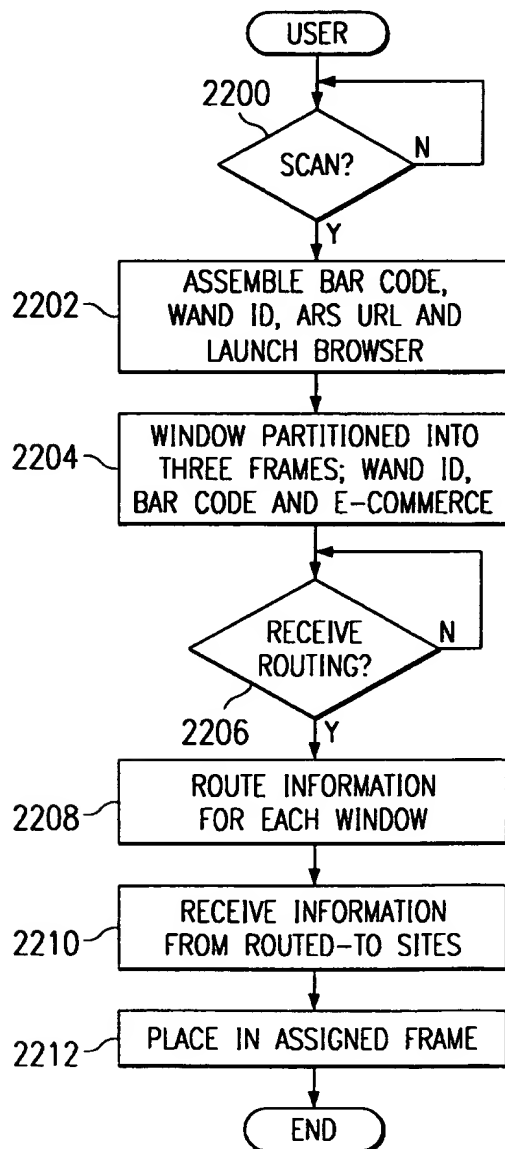 USER
2200
SCAN?
N
Y
2202
ASSEMBLE BAR CODE,
WAND ID, ARS URL AND
LAUNCH BROWSER
2204
WINDOW PARTITIONED INTO
THREE FRAMES; WAND ID,
BAR CODE AND E-COMMERCE
RECEIVE
ROUTING?
N
2206
Y
2208
ROUTE INFORMATION
FOR EACH WINDOW
2210
RECEIVE INFORMATION
FROM ROUTED-TO SITES
2212
PLACE IN ASSIGNED FRAME
END